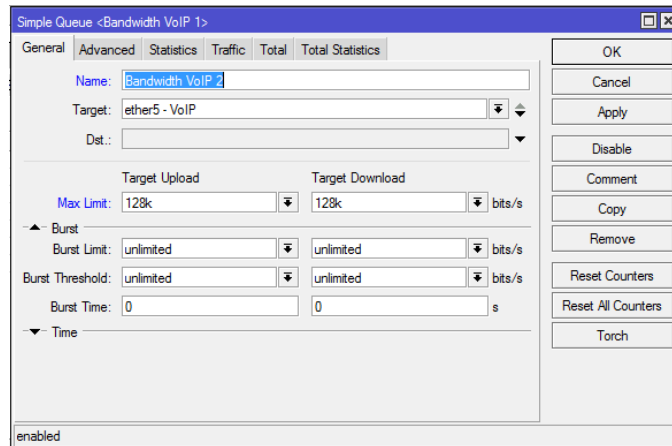 Simple Queue <Bandwidth VoIP 1>
General Advanced Statistics Traffic Total Total Statistics
Name: Bandwidth VoIP 2
Target: ether5 - VoIP
Dst.:
Target Upload Target Download
Max Limit: 128k 128k bits/s
Burst
Burst Limit: unlimited unlimited bits/s
Burst Threshold: unlimited unlimited bits/s
Burst Time: 0 0 s
Time
OK
Cancel
Apply
Disable
Comment
Copy
Remove
Reset Counters
Reset All Counters
Torch
enabled